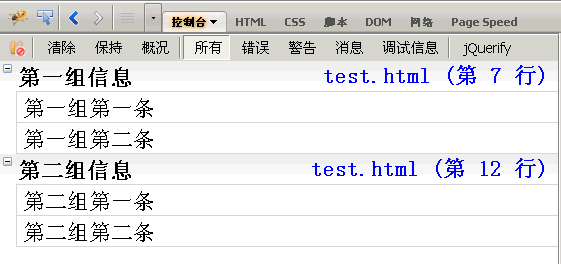 控制台 HTML CSS 脚本 DOM 网络 Page Speed
清除 保持 概况 所有 错误 警告 消息 调试信息 jQuerify
第一组信息 test.html (第 7 行)
第一组第一条
第一组第二条
第二组信息 test.html (第 12 行)
第二组第一条
第二组第二条